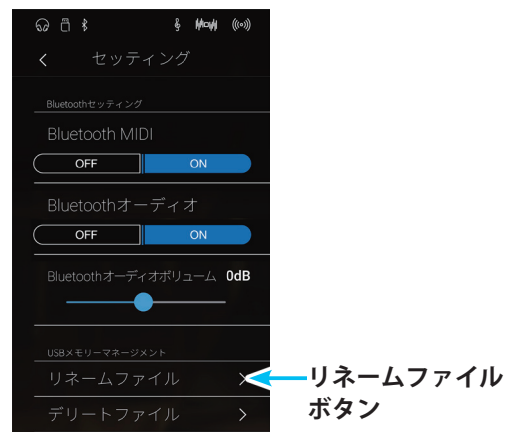 セッティング
Bluetoothセッティング
Bluetooth MIDI
OFF ON
Bluetoothオーディオ
OFF ON
Bluetoothオーディオボリューム 0dB
USBメモリーマネージメント
リネームファイル
デリートファイル
リネームファイル
ボタン